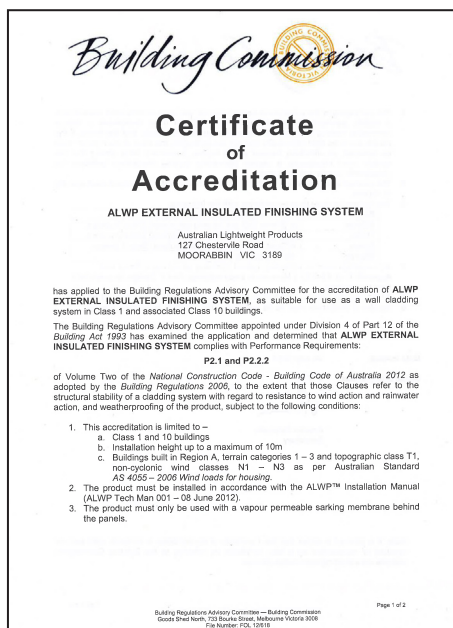 Building Commission
BUILDING COMMISSION
VICTORIA
Certificate
of
Accreditation
ALWP EXTERNAL INSULATED FINISHING SYSTEM
Australian Lightweight Products
127 Chestervile Road
MOORABBIN VIC 3189
has applied to the Building Regulations Advisory Committee for the accreditation of ALWP
EXTERNAL INSULATED FINISHING SYSTEM, as suitable for use as a wall cladding
system in Class 1 and associated Class 10 buildings.
The Building Regulations Advisory Committee appointed under Division 4 of Part 12 of the
Building Act 1993 has examined the application and determined that ALWP EXTERNAL
INSULATED FINISHING SYSTEM complies with Performance Requirements:
P2.1 and P2.2.2
of Volume Two of the National Construction Code - Building Code of Australia 2012 as
adopted by the Building Regulations 2006, to the extent that those Clauses refer to the
structural stability of a cladding system with regard to resistance to wind action and rainwater
action, and weatherproofing of the product, subject to the following conditions:
1. This accreditation is limited to –
a. Class 1 and 10 buildings
b. Installation height up to a maximum of 10m
c. Buildings built in Region A, terrain categories 1 – 3 and topographic class T1,
non-cyclonic wind classes N1 – N3 as per Australian Standard
AS 4055 – 2006 Wind loads for housing.
2. The product must be installed in accordance with the ALWP™ Installation Manual
(ALWP Tech Man 001 – 08 June 2012).
3. The product must only be used with a vapour permeable sarking membrane behind
the panels.
Page 1 of 2
Building Regulations Advisory Committee — Building Commission
Goods Shed North, 733 Bourke Street, Melbourne Victoria 3008
File Number: FOL 12/618